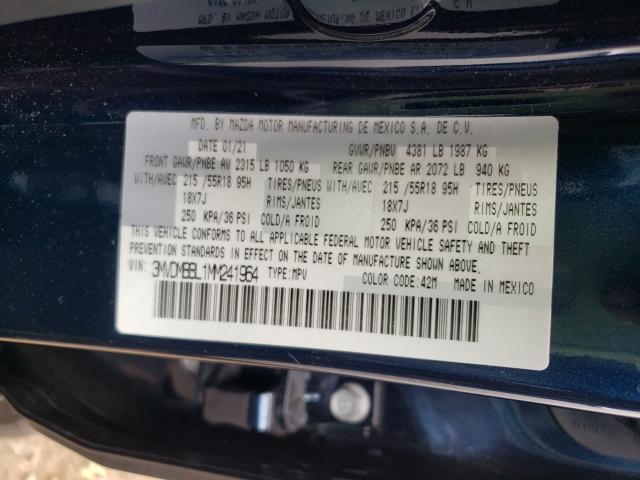 MFD. BY MAZDA MOTOR MANUFACTURING DE MEXICO S.A. DE C.V.
DATE 01/21 GVWR/PNBV 4381 LB 1987 KG
FRONT GAWR/PNBE AV 2315 LB 1050 KG REAR GAWR/PNBE AR 2072 LB 940 KG
WITH/AVEC 215 /55R18 95H TIRES/PNEUS WITH/AVEC 215 /55R18 95H TIRES/PNEUS
18X7J RIMS/JANTES 18X7J RIMS/JANTES
250 KPA/36 PSI COLD/A FROID 250 KPA/36 PSI COLD/A FROID
THIS VEHICLE CONFORMS TO ALL APPLICABLE FEDERAL MOTOR VEHICLE SAFETY AND THEFT
PREVENTION STANDARDS IN EFFECT ON THE DATE OF MANUFACTURE SHOWN ABOVE.
VIN: 3MVDMBBL1MM241964 TYPE:MPV COLOR CODE:42M MADE IN MEXICO